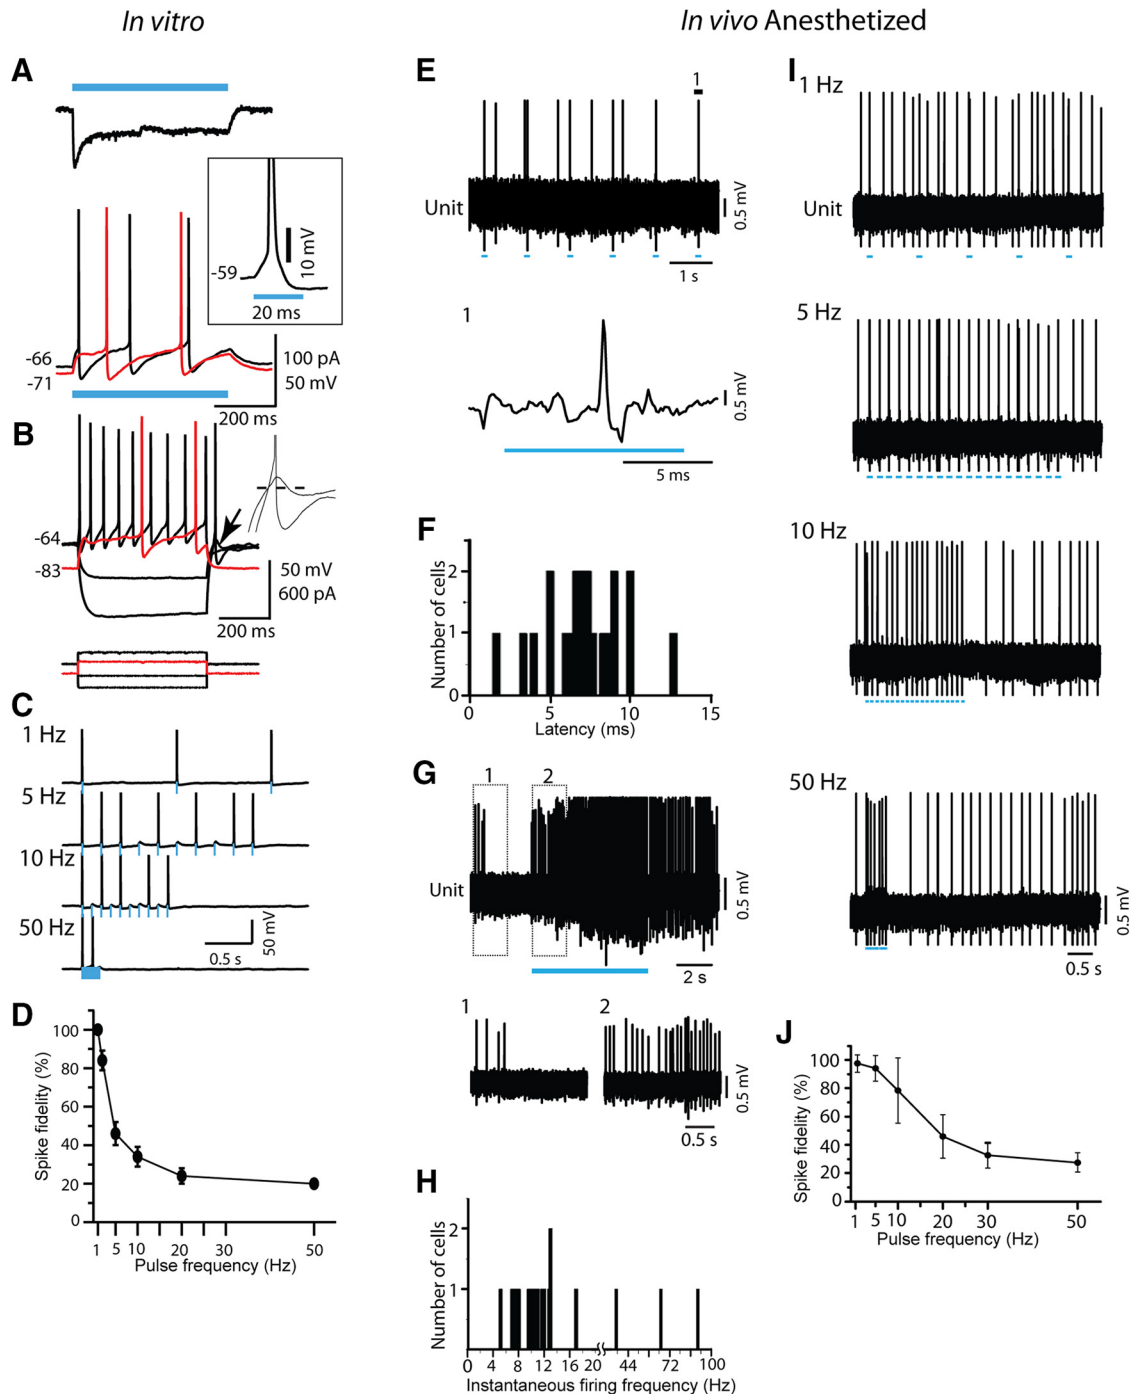 In vitro
In vivo Anesthetized
A
-59
10 mV
20 ms
-66
-71
100 pA
50 mV
200 ms
B
-64
-83
50 mV
600 pA
200 ms
C
1 Hz
5 Hz
10 Hz
50 Hz
0.5 s
50 mV
D
Spike fidelity (%)
100
80
60
40
20
0
1 5 10 20 30 50
Pulse frequency (Hz)
E
1
Unit
0.5 mV
1 s
1
0.5 mV
5 ms
F
Number of cells
2
1
0
0 5 10 15
Latency (ms)
G
1 2
Unit
0.5 mV
2 s
1 2
0.5 mV
0.5 s
H
Number of cells
2
1
0 4 8 12 16 20 44 72 100
Instantaneous firing frequency (Hz)
I
1 Hz
Unit
5 Hz
10 Hz
50 Hz
0.5 mV
0.5 s
J
Spike fidelity (%)
100
80
60
40
20
0
1 5 10 20 30 50
Pulse frequency (Hz)